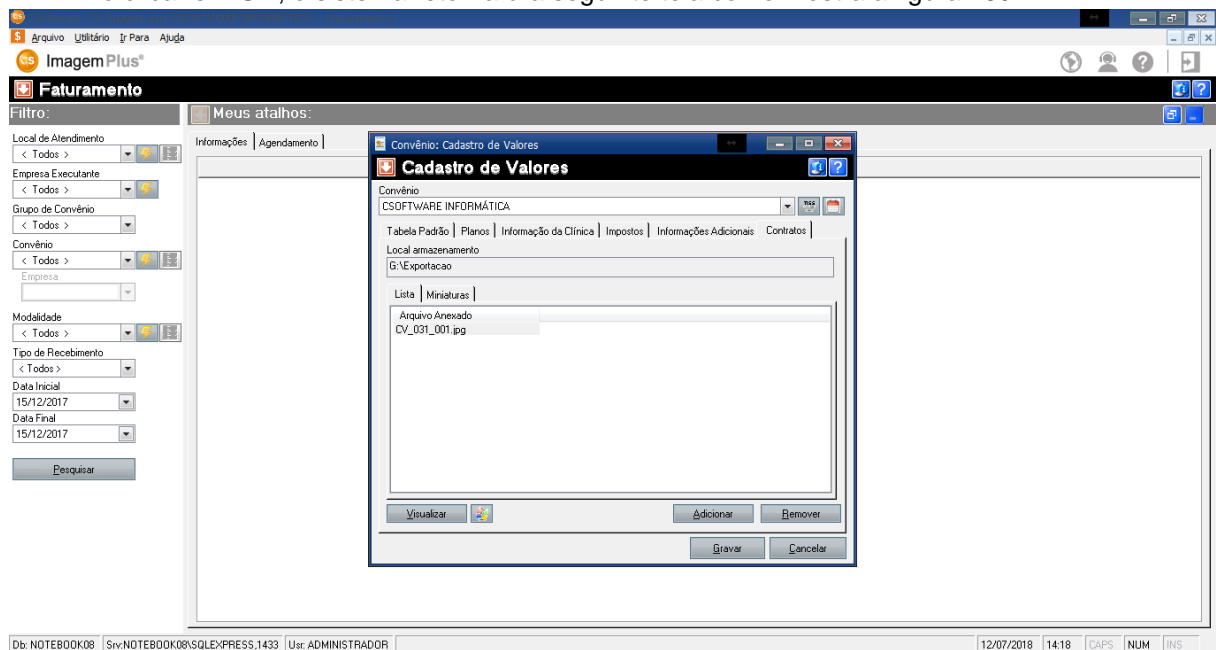 Arquivo Utilitário Ir Para Ajuda
ImagemPlus®
Faturamento
Filtro:
Meus atalhos:
Local de Atendimento
< Todos >
Empresa Executante
< Todos >
Grupo de Convênio
< Todos >
Convênio
< Todos >
Empresa
Modalidade
< Todos >
Tipo de Recebimento
< Todos >
Data Inicial
15/12/2017
Data Final
15/12/2017
Pesquisar
Informações Agendamento
Convênio: Cadastro de Valores
Cadastro de Valores
Convênio
CSOFTWARE INFORMÁTICA
TISS
Tabela Padrão Planos Informação da Clínica Impostos Informações Adicionais Contratos
Local armazenamento
G:\Exportacao
Lista Miniaturas
Arquivo Anexado
CV_031_001.jpg
Visualizar Adicionar Remover
Gravar Cancelar
Db: NOTEBOOK08 Srv:NOTEBOOK08\SQLEXPRESS,1433 Usr: ADMINISTRADOR 12/07/2018 14:18 CAPS NUM INS